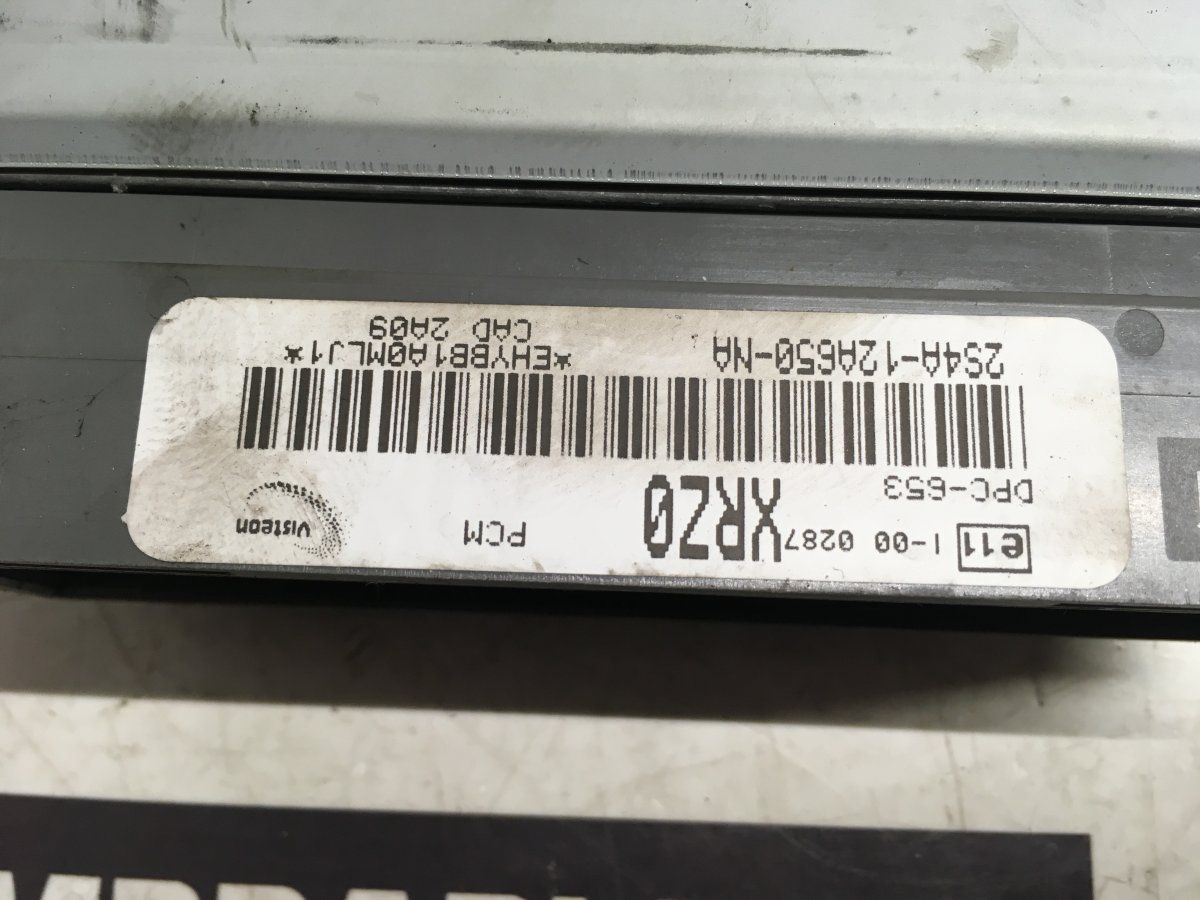 e11 I-00 0287 XRZ0 PCM Visteon
DPC-653
2S4A-12A650-NA *EHYBB1A0MLJ1*
CAD 2A09